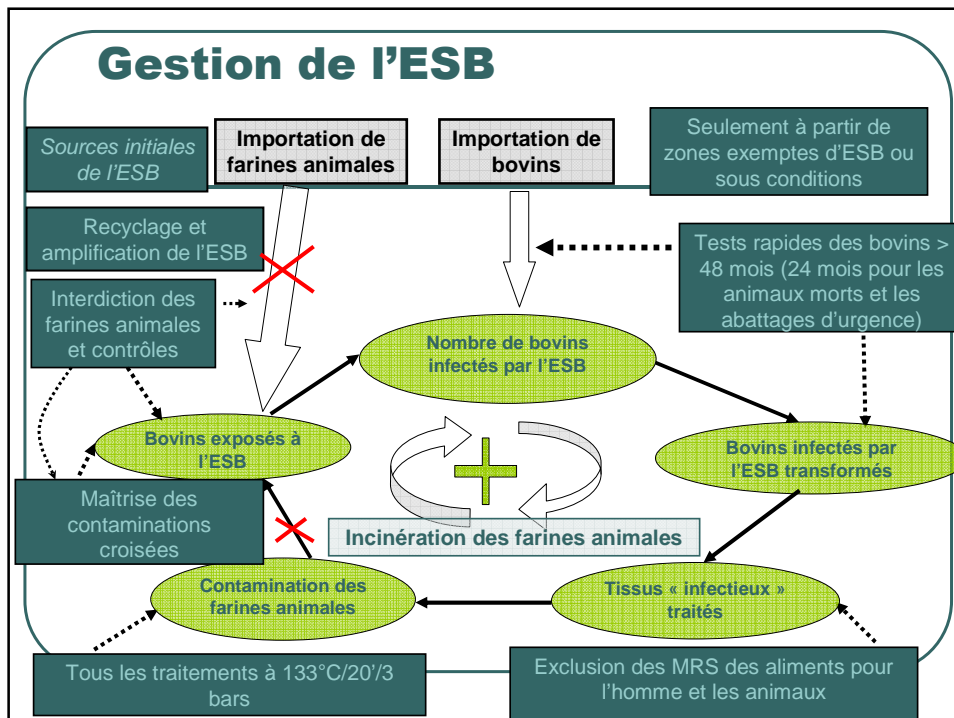 Gestion de l'ESB
Sources initiales
de l'ESB
Importation de
farines animales
Importation de
bovins
Seulement à partir de
zones exemptes d'ESB ou
sous conditions
Recyclage et
amplification de l'ESB
Tests rapides des bovins >
48 mois (24 mois pour les
animaux morts et les
abattages d'urgence)
Interdiction des
farines animales
et contrôles
Nombre de bovins
infectés par l'ESB
Bovins exposés à
l'ESB
Bovins infectés par
l'ESB transformés
Maîtrise des
contaminations
croisées
Incinération des farines animales
Contamination des
farines animales
Tissus « infectieux »
traités
Tous les traitements à 133°C/20'/3
bars
Exclusion des MRS des aliments pour
l'homme et les animaux